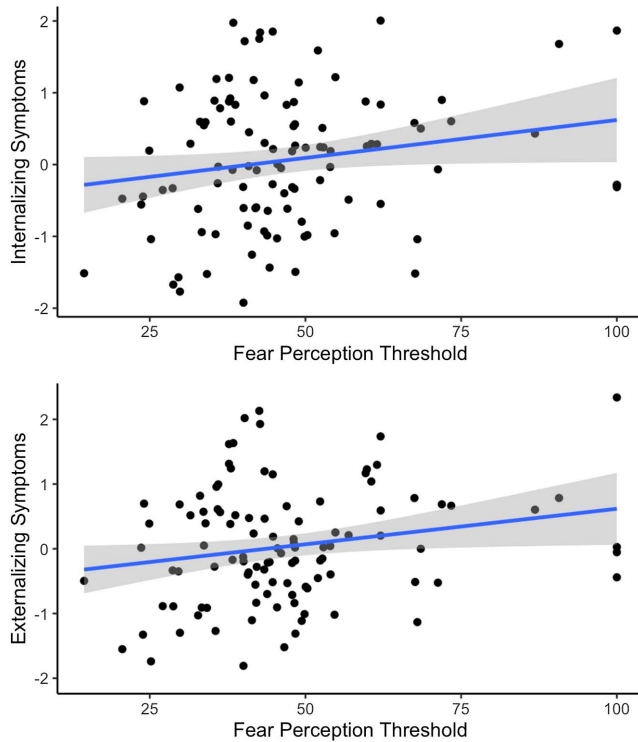 2
1
0
-1
-2
Internalizing Symptoms
25 50 75 100
Fear Perception Threshold
2
1
0
-1
-2
Externalizing Symptoms
25 50 75 100
Fear Perception Threshold